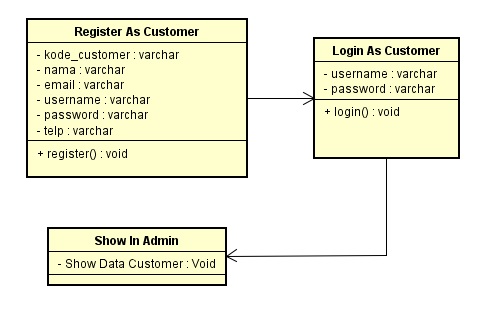 Register As Customer
- kode_customer : varchar
- nama : varchar
- email : varchar
- username : varchar
- password : varchar
- telp : varchar
+ register() : void
Login As Customer
- username : varchar
- password : varchar
+ login() : void
Show In Admin
- Show Data Customer : Void